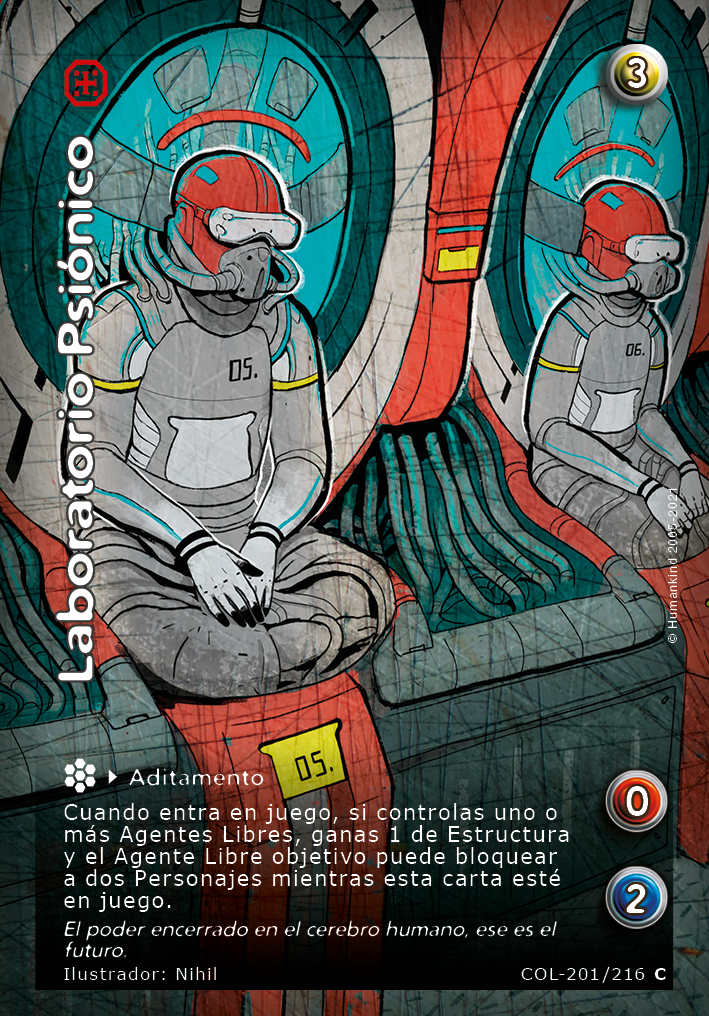 3
Laboratorio Psiónico
05.
06.
© Humankind 2005-2021
05.
Aditamento
Cuando entra en juego, si controlas uno o
más Agentes Libres, ganas 1 de Estructura
y el Agente Libre objetivo puede bloquear
a dos Personajes mientras esta carta esté
en juego.
0
2
El poder encerrado en el cerebro humano, ese es el
futuro.
Ilustrador: Nihil
COL-201/216 C